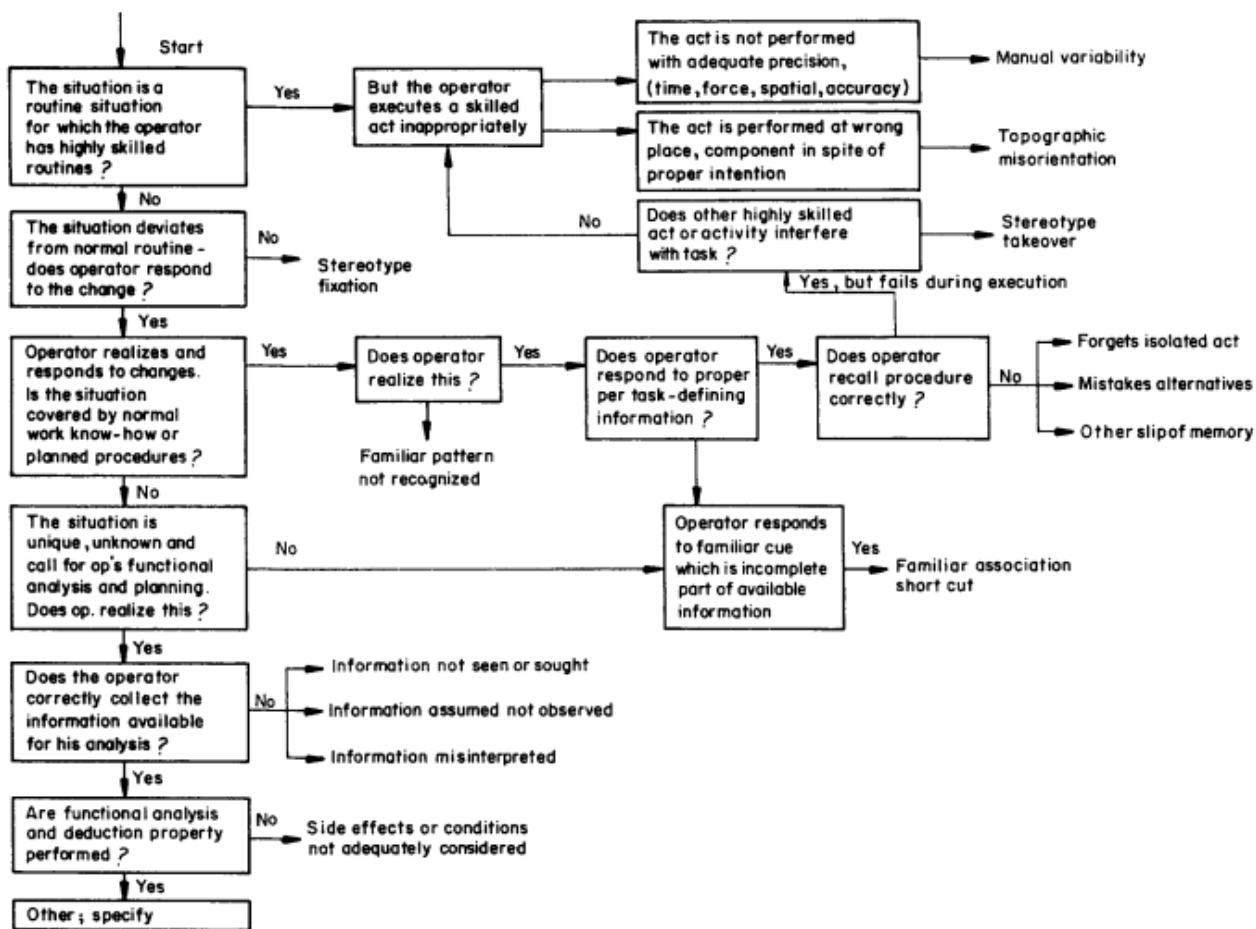 Start
The situation is a
routine situation
for which the operator
has highly skilled
routines ?
Yes
But the operator
executes a skilled
act inappropriately
The act is not performed
with adequate precision,
(time, force, spatial, accuracy)
Manual variability
The act is performed at wrong
place, component in spite of
proper intention
Topographic
misorientation
No
The situation deviates
from normal routine -
does operator respond
to the change ?
No
Stereotype
fixation
No
Does other highly skilled
act or activity interfere
with task ?
Stereotype
takeover
Yes, but fails during execution
Yes
Operator realizes and
responds to changes.
Is the situation
covered by normal
work know-how or
planned procedures ?
Yes
Does operator
realize this ?
Yes
Familiar pattern
not recognized
Does operator
respond to proper
per task-defining
information ?
Yes
Does operator
recall procedure
correctly ?
No
Forgets isolated act
Mistakes alternatives
Other slipof memory
No
The situation is
unique, unknown and
call for op's functional
analysis and planning.
Does op. realize this ?
No
Operator responds
to familiar cue
which is incomplete
part of available
information
Yes
Familiar association
short cut
Yes
Does the operator
correctly collect the
information available
for his analysis ?
No
Information not seen or sought
Information assumed not observed
Information misinterpreted
Yes
Are functional analysis
and deduction property
performed ?
No
Side effects or conditions
not adequately considered
Yes
Other; specify